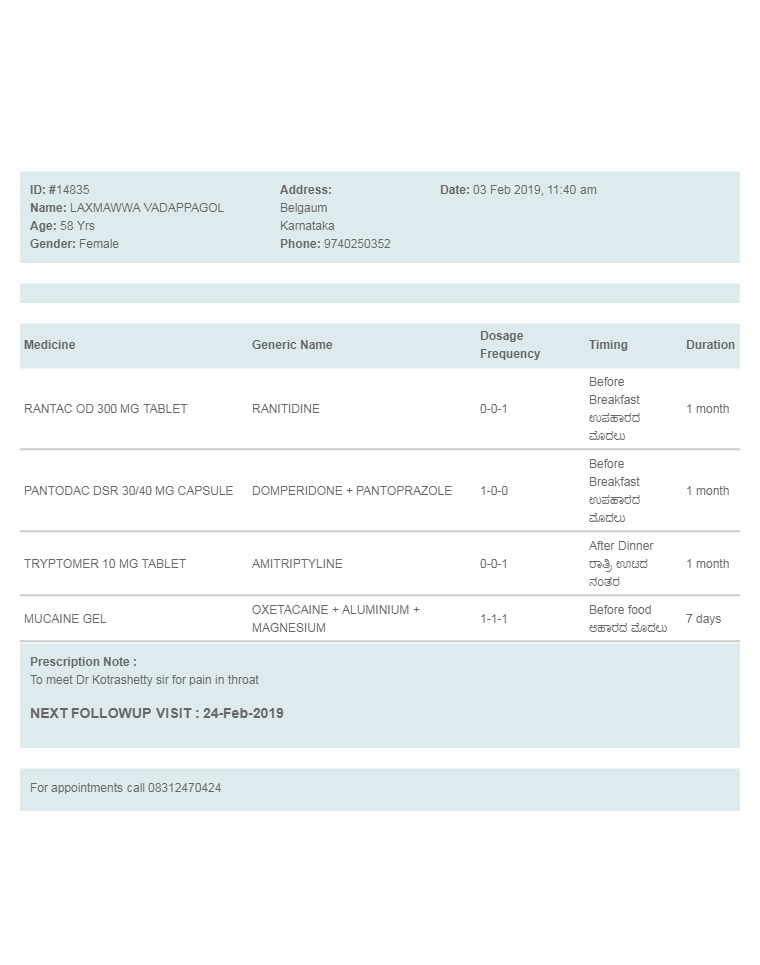 ID: #14835
Name: LAXMAWWA VADAPPAGOL
Age: 58 Yrs
Gender: Female
Address:
Belgaum
Karnataka
Phone: 9740250352
Date: 03 Feb 2019, 11:40 am
Medicine Generic Name Dosage Frequency Timing Duration
RANTAC OD 300 MG TABLET RANITIDINE 0-0-1 Before Breakfast ಉಪಹಾರದ ಮೊದಲು 1 month
PANTODAC DSR 30/40 MG CAPSULE DOMPERIDONE + PANTOPRAZOLE 1-0-0 Before Breakfast ಉಪಹಾರದ ಮೊದಲು 1 month
TRYPTOMER 10 MG TABLET AMITRIPTYLINE 0-0-1 After Dinner ರಾತ್ರಿ ಊಟದ ನಂತರ 1 month
MUCAINE GEL OXETACAINE + ALUMINIUM + MAGNESIUM 1-1-1 Before food ಆಹಾರದ ಮೊದಲು 7 days
Prescription Note :
To meet Dr Kotrashetty sir for pain in throat
NEXT FOLLOWUP VISIT : 24-Feb-2019
For appointments call 08312470424